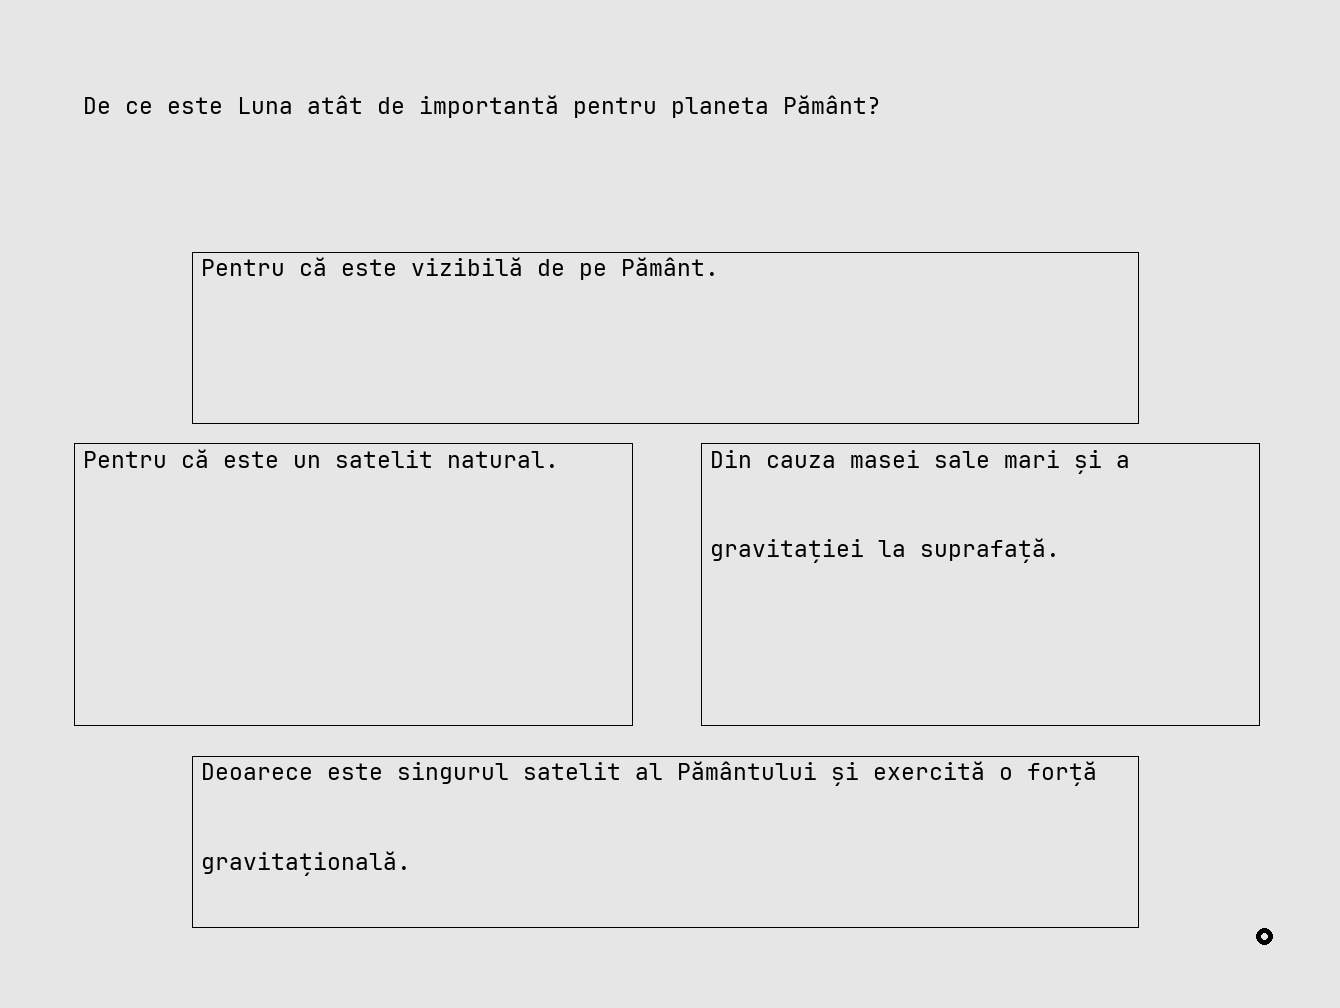 De ce este Luna atât de importantă pentru planeta Pământ?
Pentru că este vizibilă de pe Pământ.
Pentru că este un satelit natural.
Din cauza masei sale mari și a
gravitației la suprafață.
Deoarece este singurul satelit al Pământului și exercită o forță
gravitațională.